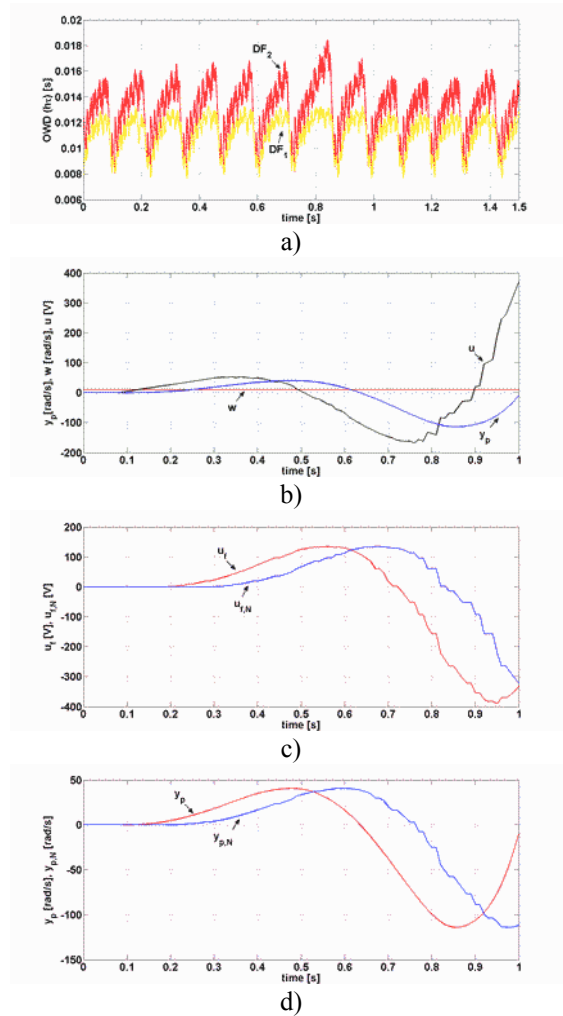 0.02
0.018
0.016
0.014
0.012
0.01
0.008
0.006
OWD (hτ) [s]
DF2
DF1
0 0.2 0.4 0.6 0.8 1 1.2 1.4 1.5
time [s]
a)
400
300
200
100
0
-100
-200
yp[rad/s], w [rad/s], u [V]
u
w
yp
0 0.1 0.2 0.3 0.4 0.5 0.6 0.7 0.8 0.9 1
time [s]
b)
200
100
0
-100
-200
-300
-400
uf [V], uf,N [V]
uf
uf,N
0 0.1 0.2 0.3 0.4 0.5 0.6 0.7 0.8 0.9 1
time [s]
c)
50
0
-50
-100
-150
yp [rad/s], yp,N [rad/s]
yp
yp,N
0 0.1 0.2 0.3 0.4 0.5 0.6 0.7 0.8 0.9 1
time [s]
d)